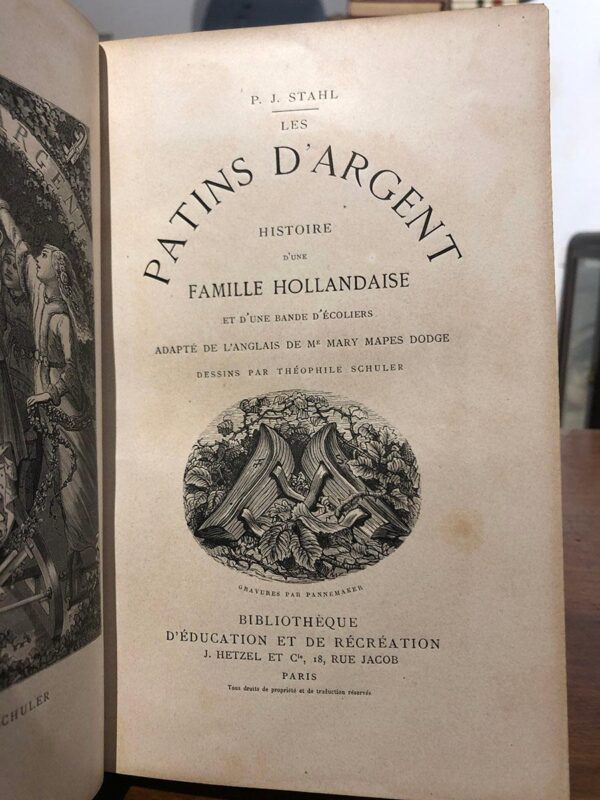 ARGENT
SCHULER
P. J. STAHL
LES
PATINS D'ARGENT
HISTOIRE
D'UNE
FAMILLE HOLLANDAISE
ET D'UNE BANDE D'ÉCOLIERS
ADAPTÉ DE L'ANGLAIS DE Me MARY MAPES DODGE
DESSINS PAR THÉOPHILE SCHULER
GRAVURES PAR PANNEMAKER
BIBLIOTHÈQUE
D'ÉDUCATION ET DE RÉCRÉATION
J. HETZEL ET Cie, 18, RUE JACOB
PARIS
Tous droits de propriété et de traduction réservés